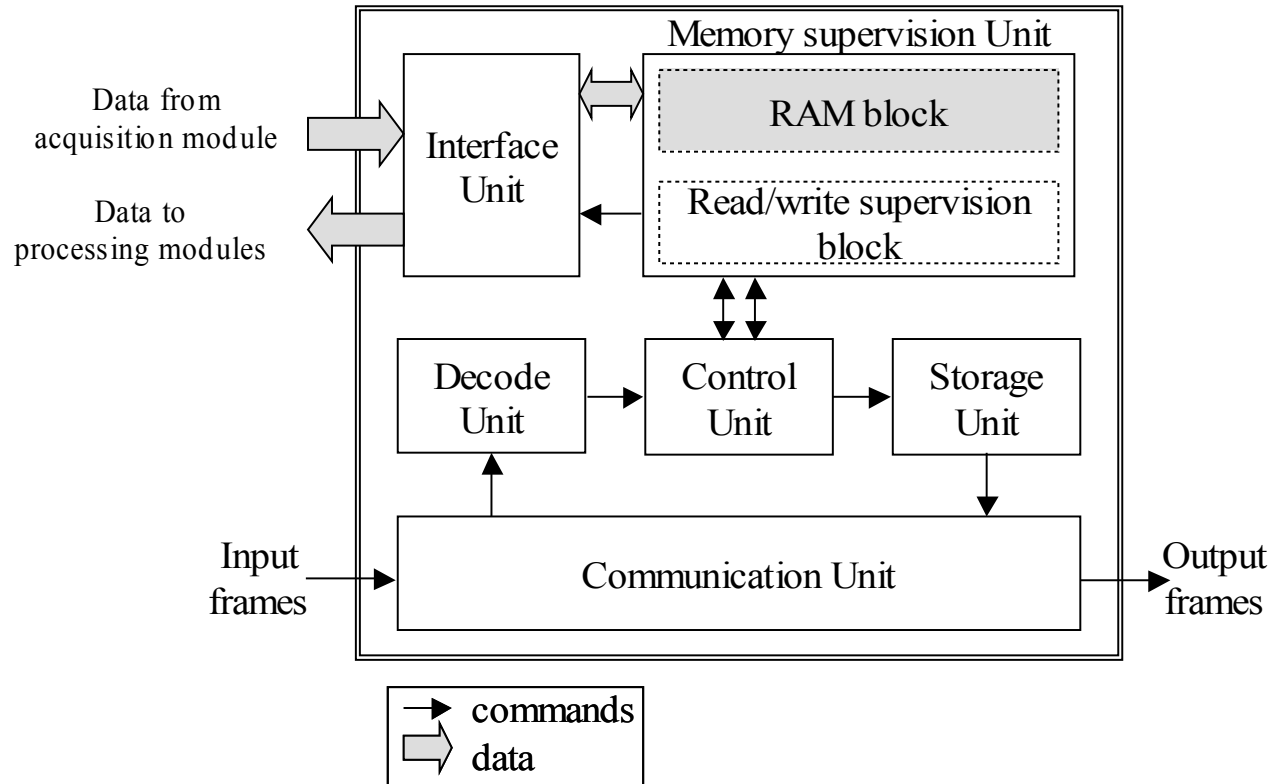 Memory supervision Unit
Data from
acquisition module
Interface
Unit
RAM block
Data to
processing modules
Read/write supervision
block
Decode
Unit
Control
Unit
Storage
Unit
Input
frames
Communication Unit
Output
frames
commands
data